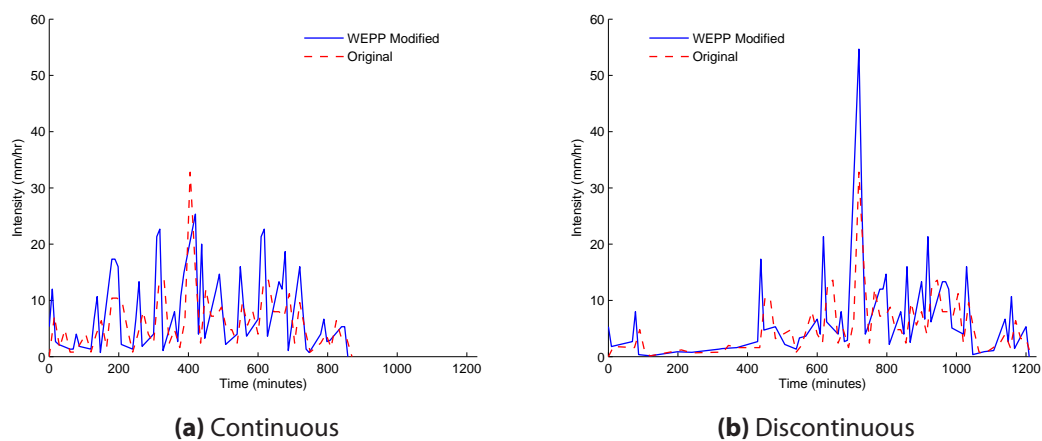 60
50
40
30
20
10
0
Intensity (mm/hr)
WEPP Modified
Original
0 200 400 600 800 1000 1200
Time (minutes)
(a) Continuous
60
50
40
30
20
10
0
Intensity (mm/hr)
WEPP Modified
Original
0 200 400 600 800 1000 1200
Time (minutes)
(b) Discontinuous